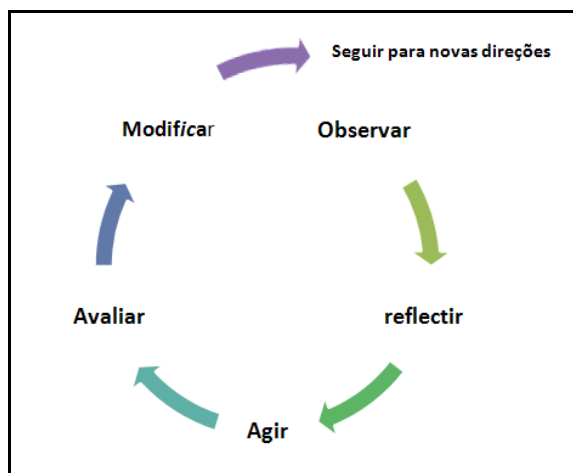 Seguir para novas direções
Modificar
Observar
Avaliar
reflectir
Agir